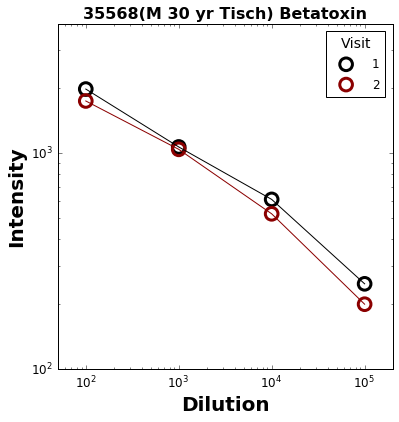 35568(M 30 yr Tisch) Betatoxin
Visit
1
2
Intensity
10³
10²
10² 10³ 10⁴ 10⁵
Dilution